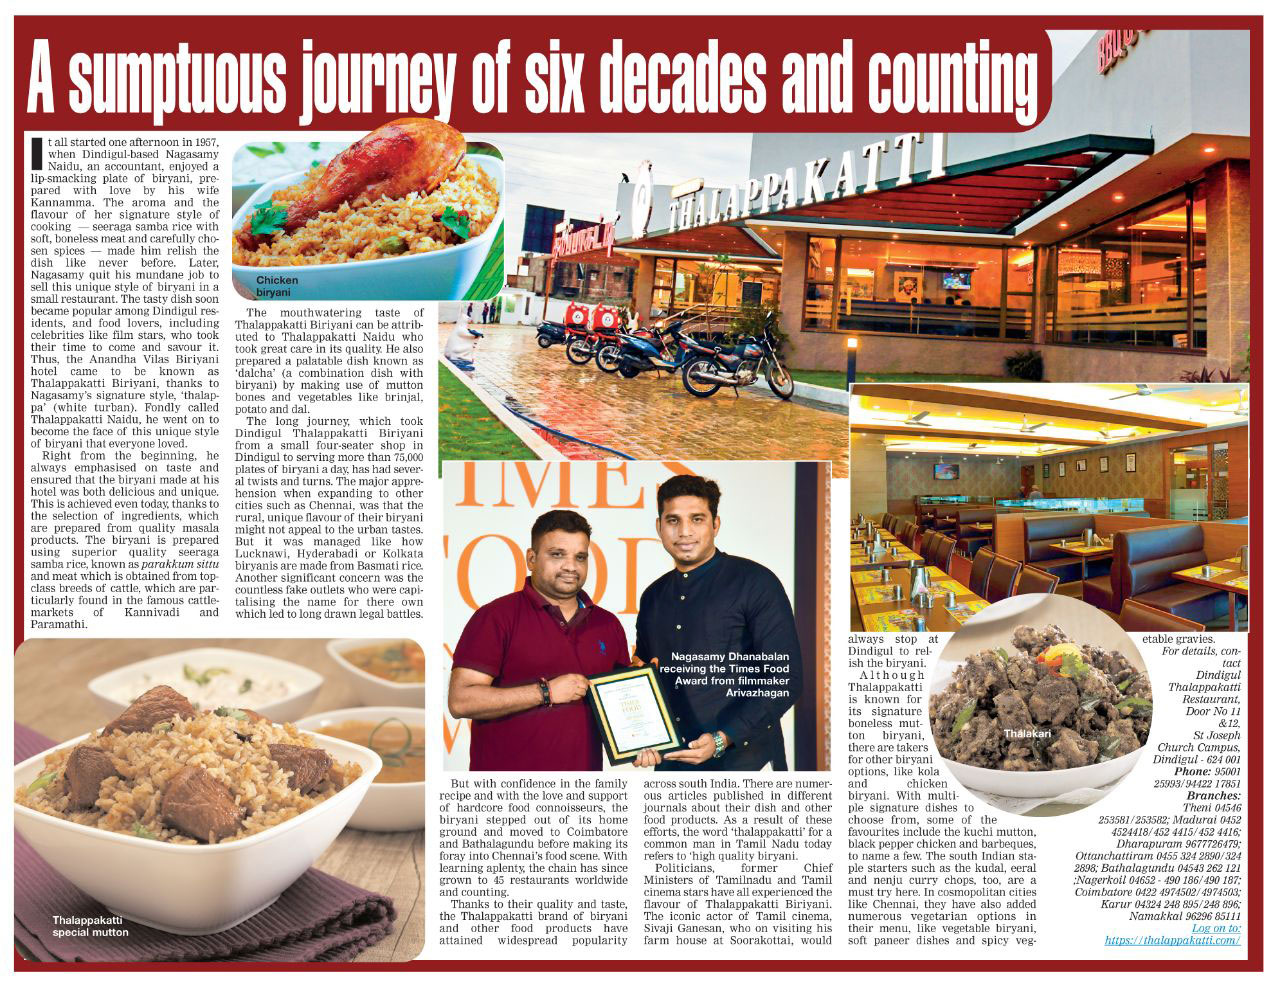 A sumptuous journey of six decades and counting
It all started one afternoon in 1957,
when Dindigul-based Nagasamy
Naidu, an accountant, enjoyed a
lip-smacking plate of biryani, pre-
pared with love by his wife
Kannamma. The aroma and the
flavour of her signature style of
cooking — seeraga samba rice with
soft, boneless meat and carefully cho-
sen spices — made him relish the
dish like never before. Later,
Nagasamy quit his mundane job to
sell this unique style of biryani in a
small restaurant. The tasty dish soon
became popular among Dindigul res-
idents, and food lovers, including
celebrities like film stars, who took
their time to come and savour it.
Thus, the Anandha Vilas Biriyani
hotel came to be known as
Thalappakatti Biriyani, thanks to
Nagasamy's signature style, 'thalap-
pa' (white turban). Fondly called
Thalappakatti Naidu, he went on to
become the face of this unique style
of biryani that everyone loved.
Right from the beginning, he
always emphasised on taste and
ensured that the biryani made at his
hotel was both delicious and unique.
This is achieved even today, thanks to
the selection of ingredients, which
are prepared from quality masala
products. The biryani is prepared
using superior quality seeraga
samba rice, known as parakkum sittu
and meat which is obtained from top-
class breeds of cattle, which are par-
ticularly found in the famous cattle-
markets of Kannivadi and
Paramathi.
Chicken
biryani
The mouthwatering taste of
Thalappakatti Biriyani can be attrib-
uted to Thalappakatti Naidu who
took great care in its quality. He also
prepared a palatable dish known as
'dalcha' (a combination dish with
biryani) by making use of mutton
bones and vegetables like brinjal,
potato and dal.
The long journey, which took
Dindigul Thalappakatti Biriyani
from a small four-seater shop in
Dindigul to serving more than 75,000
plates of biryani a day, has had sever-
al twists and turns. The major appre-
hension when expanding to other
cities such as Chennai, was that the
rural, unique flavour of their biryani
might not appeal to the urban tastes.
But it was managed like how
Lucknawi, Hyderabadi or Kolkata
biryanis are made from Basmati rice.
Another significant concern was the
countless fake outlets who were capi-
talising the name for there own
which led to long drawn legal battles.
Thalappakatti
special mutton
THALAPPAKATTI
BBQ
TIMES
FOOD
Nagasamy Dhanabalan
receiving the Times Food
Award from filmmaker
Arivazhagan
But with confidence in the family
recipe and with the love and support
of hardcore food connoisseurs, the
biryani stepped out of its home
ground and moved to Coimbatore
and Bathalagundu before making its
foray into Chennai's food scene. With
learning aplenty, the chain has since
grown to 45 restaurants worldwide
and counting.
Thanks to their quality and taste,
the Thalappakatti brand of biryani
and other food products have
attained widespread popularity
across south India. There are numer-
ous articles published in different
journals about their dish and other
food products. As a result of these
efforts, the word 'thalappakatti' for a
common man in Tamil Nadu today
refers to 'high quality biryani.
Politicians, former Chief
Ministers of Tamilnadu and Tamil
cinema stars have all experienced the
flavour of Thalappakatti Biriyani.
The iconic actor of Tamil cinema,
Sivaji Ganesan, who on visiting his
farm house at Soorakottai, would
always stop at
Dindigul to rel-
ish the biryani.
Although
Thalappakatti
is known for
its signature
boneless mut-
ton biryani,
there are takers
for other biryani
options, like kola
and chicken
biryani. With multi-
ple signature dishes to
choose from, some of the
favourites include the kuchi mutton,
black pepper chicken and barbeques,
to name a few. The south Indian sta-
ple starters such as the kudal, eeral
and nenju curry chops, too, are a
must try here. In cosmopolitan cities
like Chennai, they have also added
numerous vegetarian options in
their menu, like vegetable biryani,
soft paneer dishes and spicy veg-
Thalakari
etable gravies.
For details, con-
tact
Dindigul
Thalappakatti
Restaurant,
Door No 11
&12,
St Joseph
Church Campus,
Dindigul - 624 001
Phone: 95001
25993/94422 17851
Branches:
Theni 04546
253581/253582; Madurai 0452
4524418/452 4415/452 4416;
Dharapuram 9677726479;
Ottanchattiram 0455 324 2890/324
2898; Bathalagundu 04543 262 121
;Nagerkoil 04652 - 490 186/490 187;
Coimbatore 0422 4974502/4974503;
Karur 04324 248 895/248 896;
Namakkal 96296 85111
Log on to:
https://thalappakatti.com/